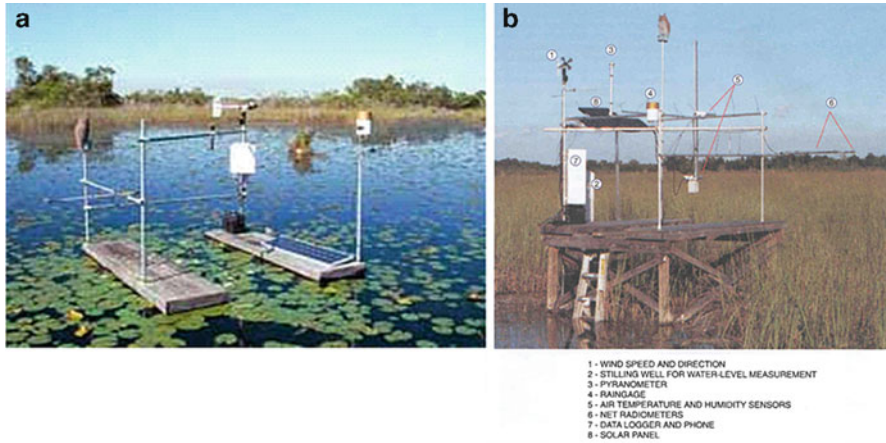 a
b
1
3
4
5
6
8
7
2
1 - WIND SPEED AND DIRECTION
2 - STILLING WELL FOR WATER-LEVEL MEASUREMENT
3 - PYRANOMETER
4 - RAINGAGE
5 - AIR TEMPERATURE AND HUMIDITY SENSORS
6 - NET RADIOMETERS
7 - DATA LOGGER AND PHONE
8 - SOLAR PANEL